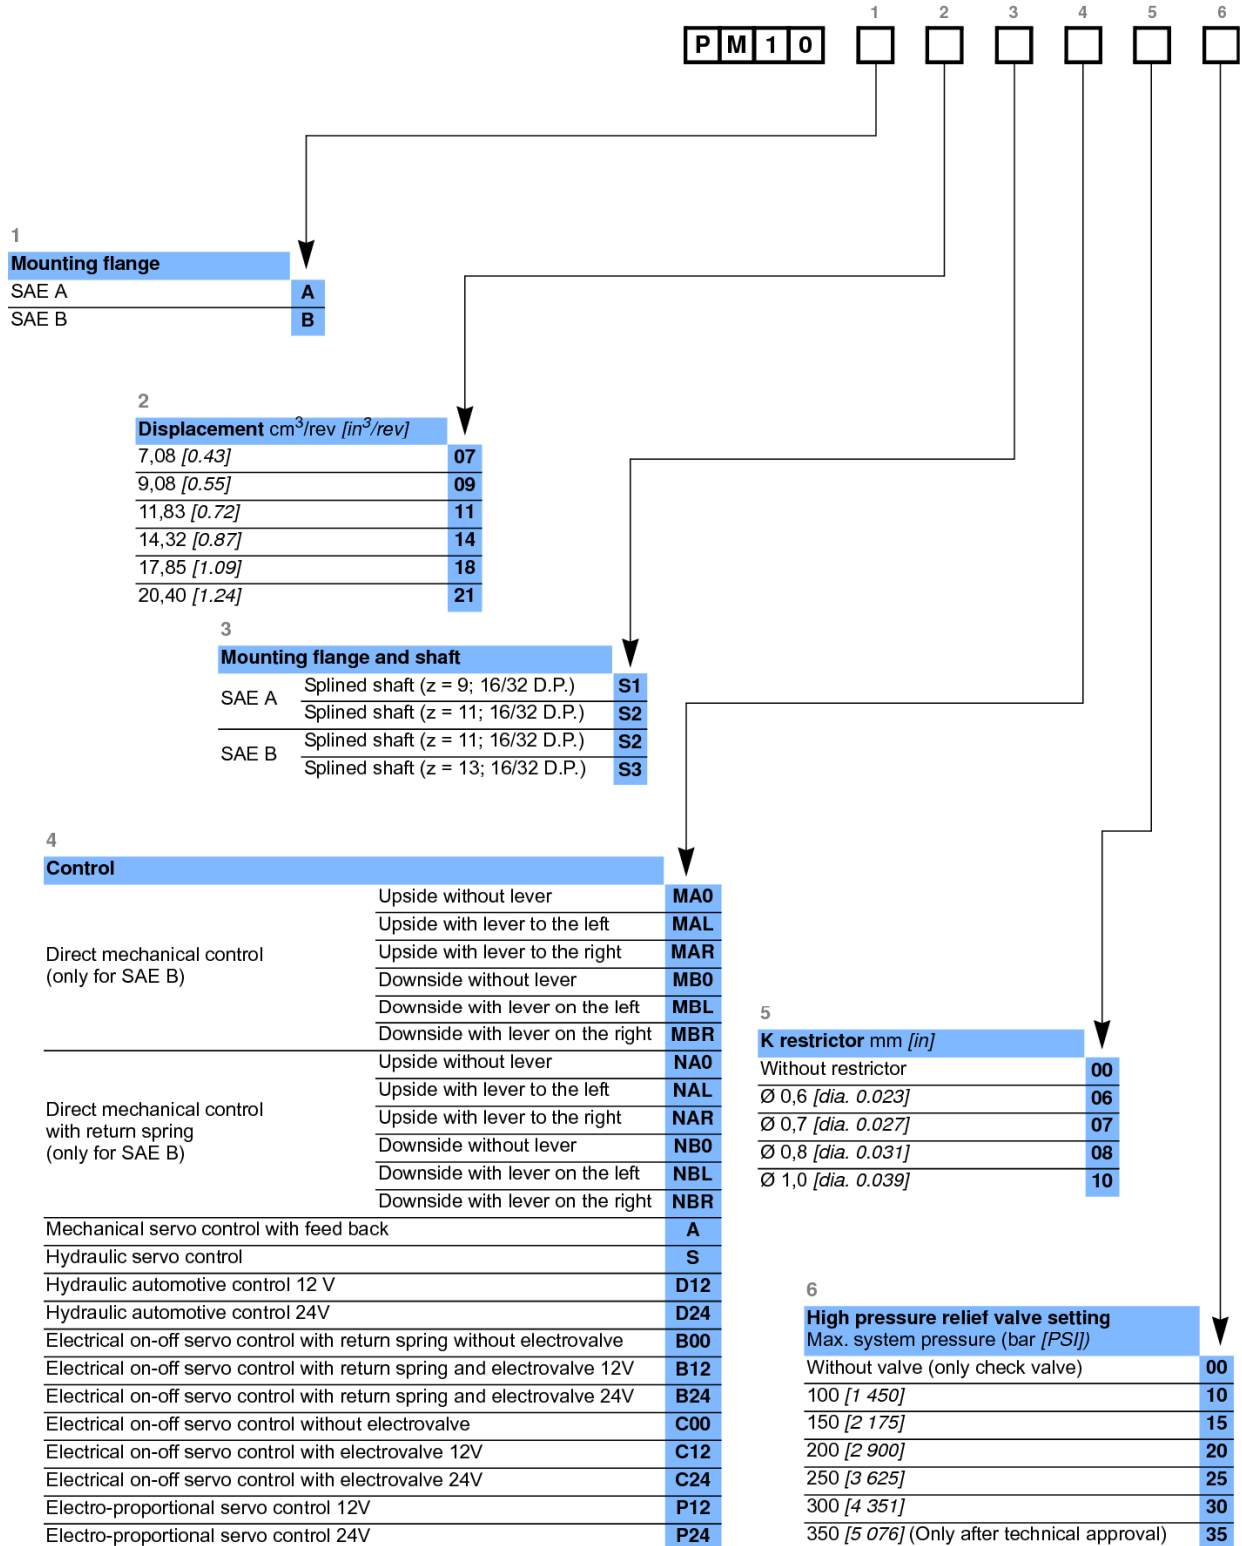 1 2 3 4 5 6
P M 1 0
1
Mounting flange
SAE A A
SAE B B
2
Displacement cm³/rev [in³/rev]
7,08 [0.43] 07
9,08 [0.55] 09
11,83 [0.72] 11
14,32 [0.87] 14
17,85 [1.09] 18
20,40 [1.24] 21
3
Mounting flange and shaft
SAE A
Splined shaft (z = 9; 16/32 D.P.) S1
Splined shaft (z = 11; 16/32 D.P.) S2
SAE B
Splined shaft (z = 11; 16/32 D.P.) S2
Splined shaft (z = 13; 16/32 D.P.) S3
4
Control
Direct mechanical control
(only for SAE B)
Upside without lever MA0
Upside with lever to the left MAL
Upside with lever to the right MAR
Downside without lever MB0
Downside with lever on the left MBL
Downside with lever on the right MBR
Direct mechanical control
with return spring
(only for SAE B)
Upside without lever NA0
Upside with lever to the left NAL
Upside with lever to the right NAR
Downside without lever NB0
Downside with lever on the left NBL
Downside with lever on the right NBR
Mechanical servo control with feed back A
Hydraulic servo control S
Hydraulic automotive control 12 V D12
Hydraulic automotive control 24V D24
Electrical on-off servo control with return spring without electrovalve B00
Electrical on-off servo control with return spring and electrovalve 12V B12
Electrical on-off servo control with return spring and electrovalve 24V B24
Electrical on-off servo control without electrovalve C00
Electrical on-off servo control with electrovalve 12V C12
Electrical on-off servo control with electrovalve 24V C24
Electro-proportional servo control 12V P12
Electro-proportional servo control 24V P24
5
K restrictor mm [in]
Without restrictor 00
Ø 0,6 [dia. 0.023] 06
Ø 0,7 [dia. 0.027] 07
Ø 0,8 [dia. 0.031] 08
Ø 1,0 [dia. 0.039] 10
6
High pressure relief valve setting
Max. system pressure (bar [PSI])
Without valve (only check valve) 00
100 [1 450] 10
150 [2 175] 15
200 [2 900] 20
250 [3 625] 25
300 [4 351] 30
350 [5 076] (Only after technical approval) 35